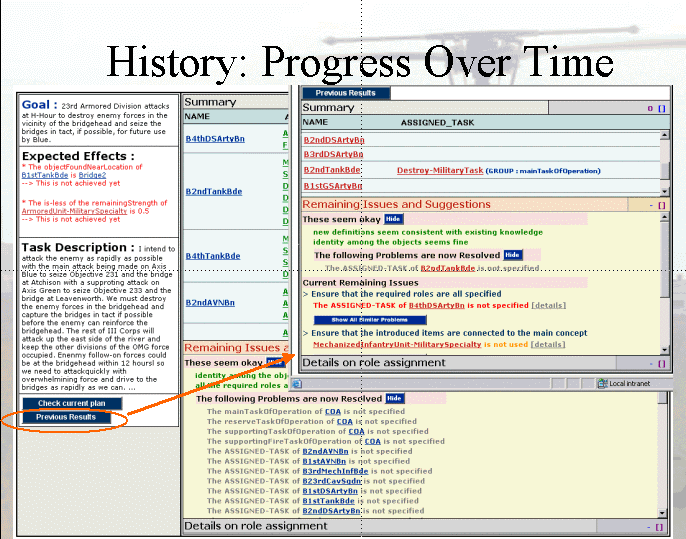 History: Progress Over Time
Goal : 23rd Armored Division attacks
at H-Hour to destroy enemy forces in the
vicinity of the bridgehead and seize the
bridges in tact, if possible, for future use
by Blue.
Expected Effects :
* The objectFoundNearLocation of
B1stTankBde is Bridge2
--> This is not achieved yet
* The is-less of the remainingStrength of
ArmoredUnit-MilitarySpecialty is 0.5
--> This is not achieved yet
Task Description : I intend to
attack the enemy as rapidly as possible
with the main attack being made on Axis
Blue to seize Objective 231 and the bridge
at Atchison with a suppoting attack on
Axis Green to seize Objective 233 and the
bridge at Leavenworth. We must destroy
the enemy forces in the bridgehead and
capture the bridges in tact if possible
before the enemy can reinforce the
bridgehead. The rest of III Corps will
attack up the east side of the river and
keep the other divisions of the OMG force
occupied. Enenmy follow-on forces could
be at the bridgehead within 12 hoursl so
we need to attackquickly with
overwhelming force and drive to the
bridges as rapidly as we can. ...
Check current plan
Previous Results
Summary
NAME
B4thDSArtyBn
B2ndTankBde
B4thTankBde
B2ndAVNBn
Remaining Issues a
These seem okay Hide
identity among the obj
all the required roles a
The following Problems are now Resolved Hide
The mainTaskOfOperation of COA is not specified
The reserveTaskOfOperation of COA is not specified
The supportingTaskOfOperation of COA is not specified
The supportingFireTaskOfOperation of COA is not specified
The ASSIGNED-TASK of B2ndAVNBn is not specified
The ASSIGNED-TASK of B1stAVNBn is not specified
The ASSIGNED-TASK of B3rdMechInfBde is not specified
The ASSIGNED-TASK of B23rdCavSqdn is not specified
The ASSIGNED-TASK of B1stDSArtyBn is not specified
The ASSIGNED-TASK of B1stTankBde is not specified
The ASSIGNED-TASK of B2ndDSArtyBn is not specified
Details on role assignment - []
Previous Results
Summary 0 []
NAME ASSIGNED_TASK
B2ndDSArtyBn
B3rdDSArtyBn
B2ndTankBde Destroy-MilitaryTask (GROUP : mainTaskOfOperation)
B1stGSArtyBn
Remaining Issues and Suggestions - []
These seem okay Hide
new definitions seem consistent with existing knowledge
identity among the objects seems fine
The following Problems are now Resolved Hide
The ASSIGNED-TASK of B2ndTankBde is not specified
Current Remaining Issues
> Ensure that the required roles are all specified
The ASSIGNED-TASK of B4thDSArtyBn is not specified [details]
Show All Similar Problems
> Ensure that the introduced items are connected to the main concept
MechanizedInfantryUnit-MilitarySpecialty is not used [details]
Details on role assignment - []
Local intranet